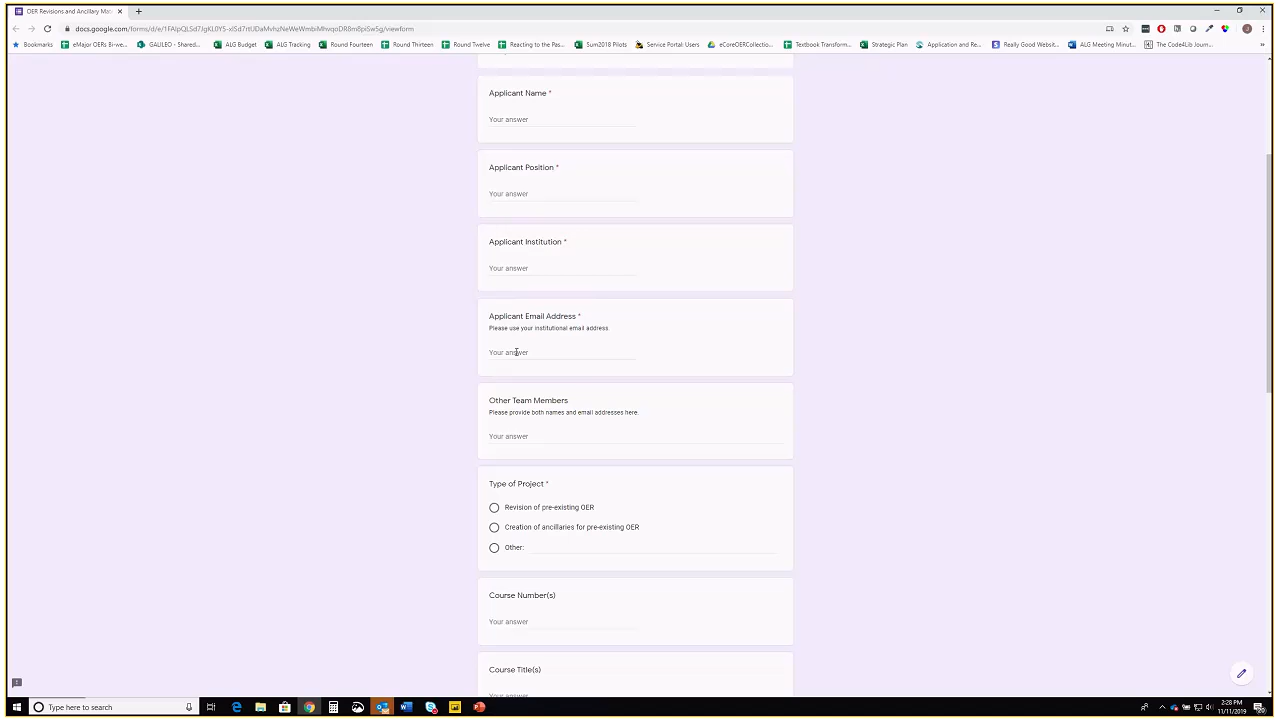 OER Revisions and Ancillary Mat
docs.google.com/forms/d/e/
viewform
Bookmarks
eMajor OERs Brwe...
GALILEO - Shared...
ALG Budget
ALG Tracking
Round Fourteen
Round Thirteen
Round Twelve
Reacting to the Pas...
Sum2018 Pilots
Service Portal: Users
eCoreOERCollectio...
Textbook Transform...
Strategic Plan
Application and Re...
Really Good Websit...
ALG Meeting Minut...
The Code4Lib Journ...
Applicant Name *
Your answer
Applicant Position *
Your answer
Applicant Institution *
Your answer
Applicant Email Address *
Please use your institutional email address
Your answer
Other Team Members
Please provide both names and email addresses here.
Your answer
Type of Project *
Revision of pre-existing OER
Creation of ancillaries for pre-existing OER
Other:
Course Number(s)
Your answer
Course Title(s)
Your answer
Type here to search
2:28 PM
11/11/2019